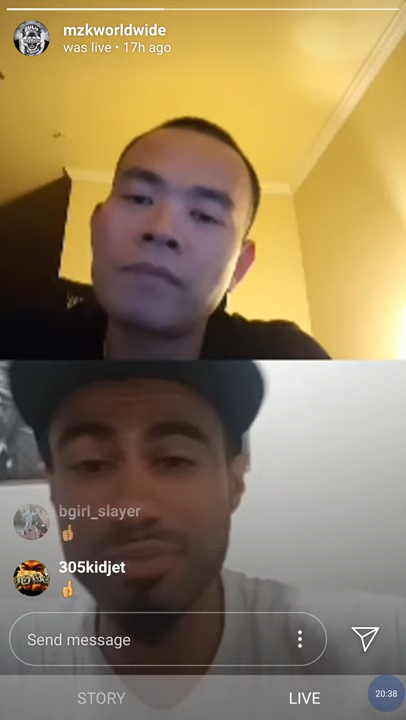 mzkworldwide
was live • 17h ago
bgirl_slayer
👍
305kidjet
👍
Send message
STORY
LIVE
20:38